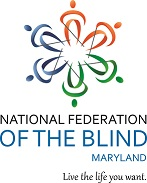 NATIONAL FEDERATION
OF THE BLIND
MARYLAND
Live the life you want.